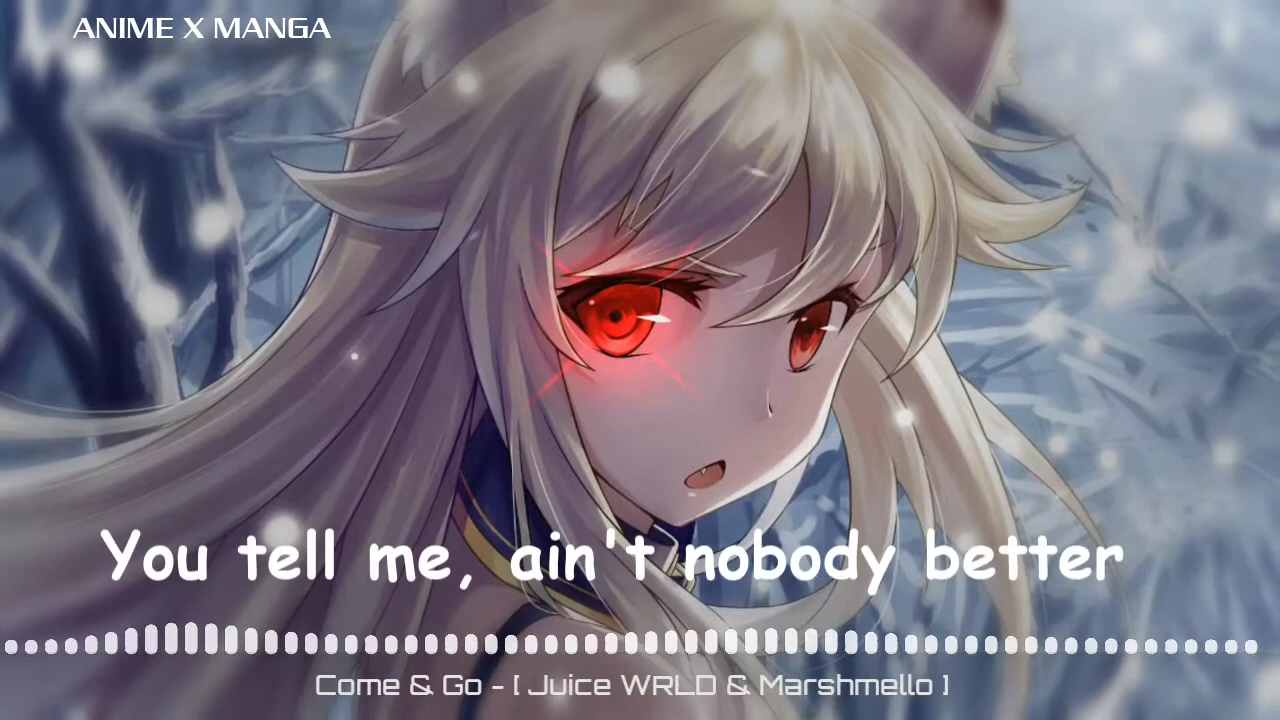 ANIME X MANGA
You tell me, ain't nobody better
Come & Go - [ Juice WRLD & Marshmello ]